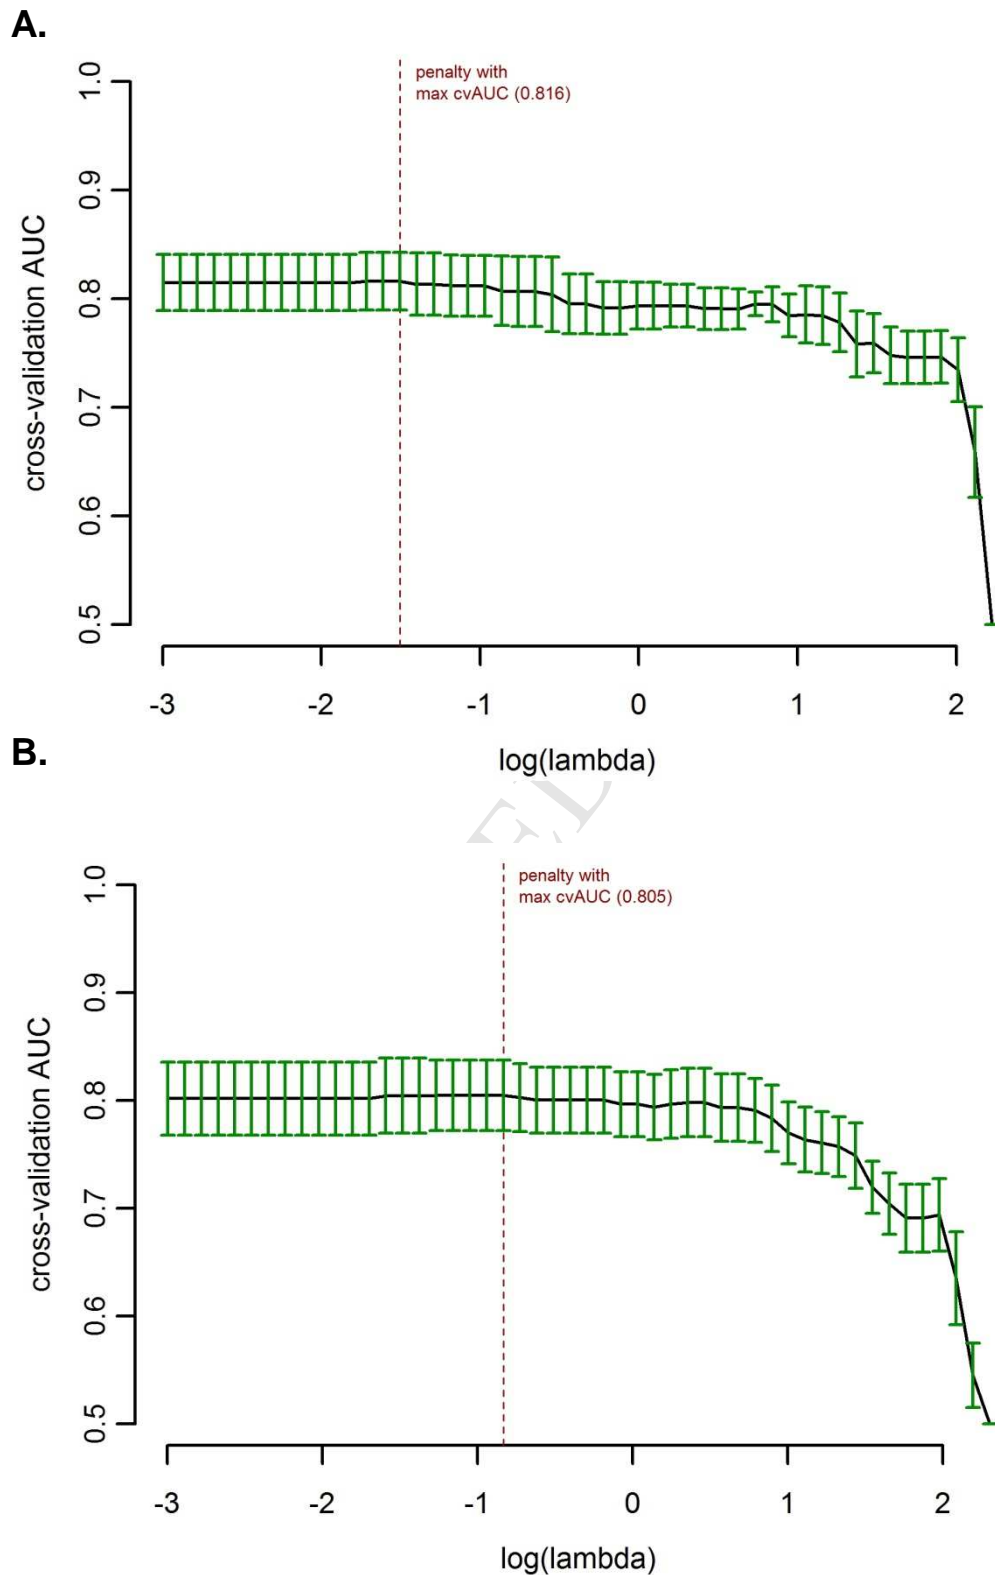 A.
penalty with
max cvAUC (0.816)
cross-validation AUC
1.0
0.9
0.8
0.7
0.6
0.5
-3 -2 -1 0 1 2
log(lambda)
B.
penalty with
max cvAUC (0.805)
cross-validation AUC
1.0
0.9
0.8
0.7
0.6
0.5
-3 -2 -1 0 1 2
log(lambda)